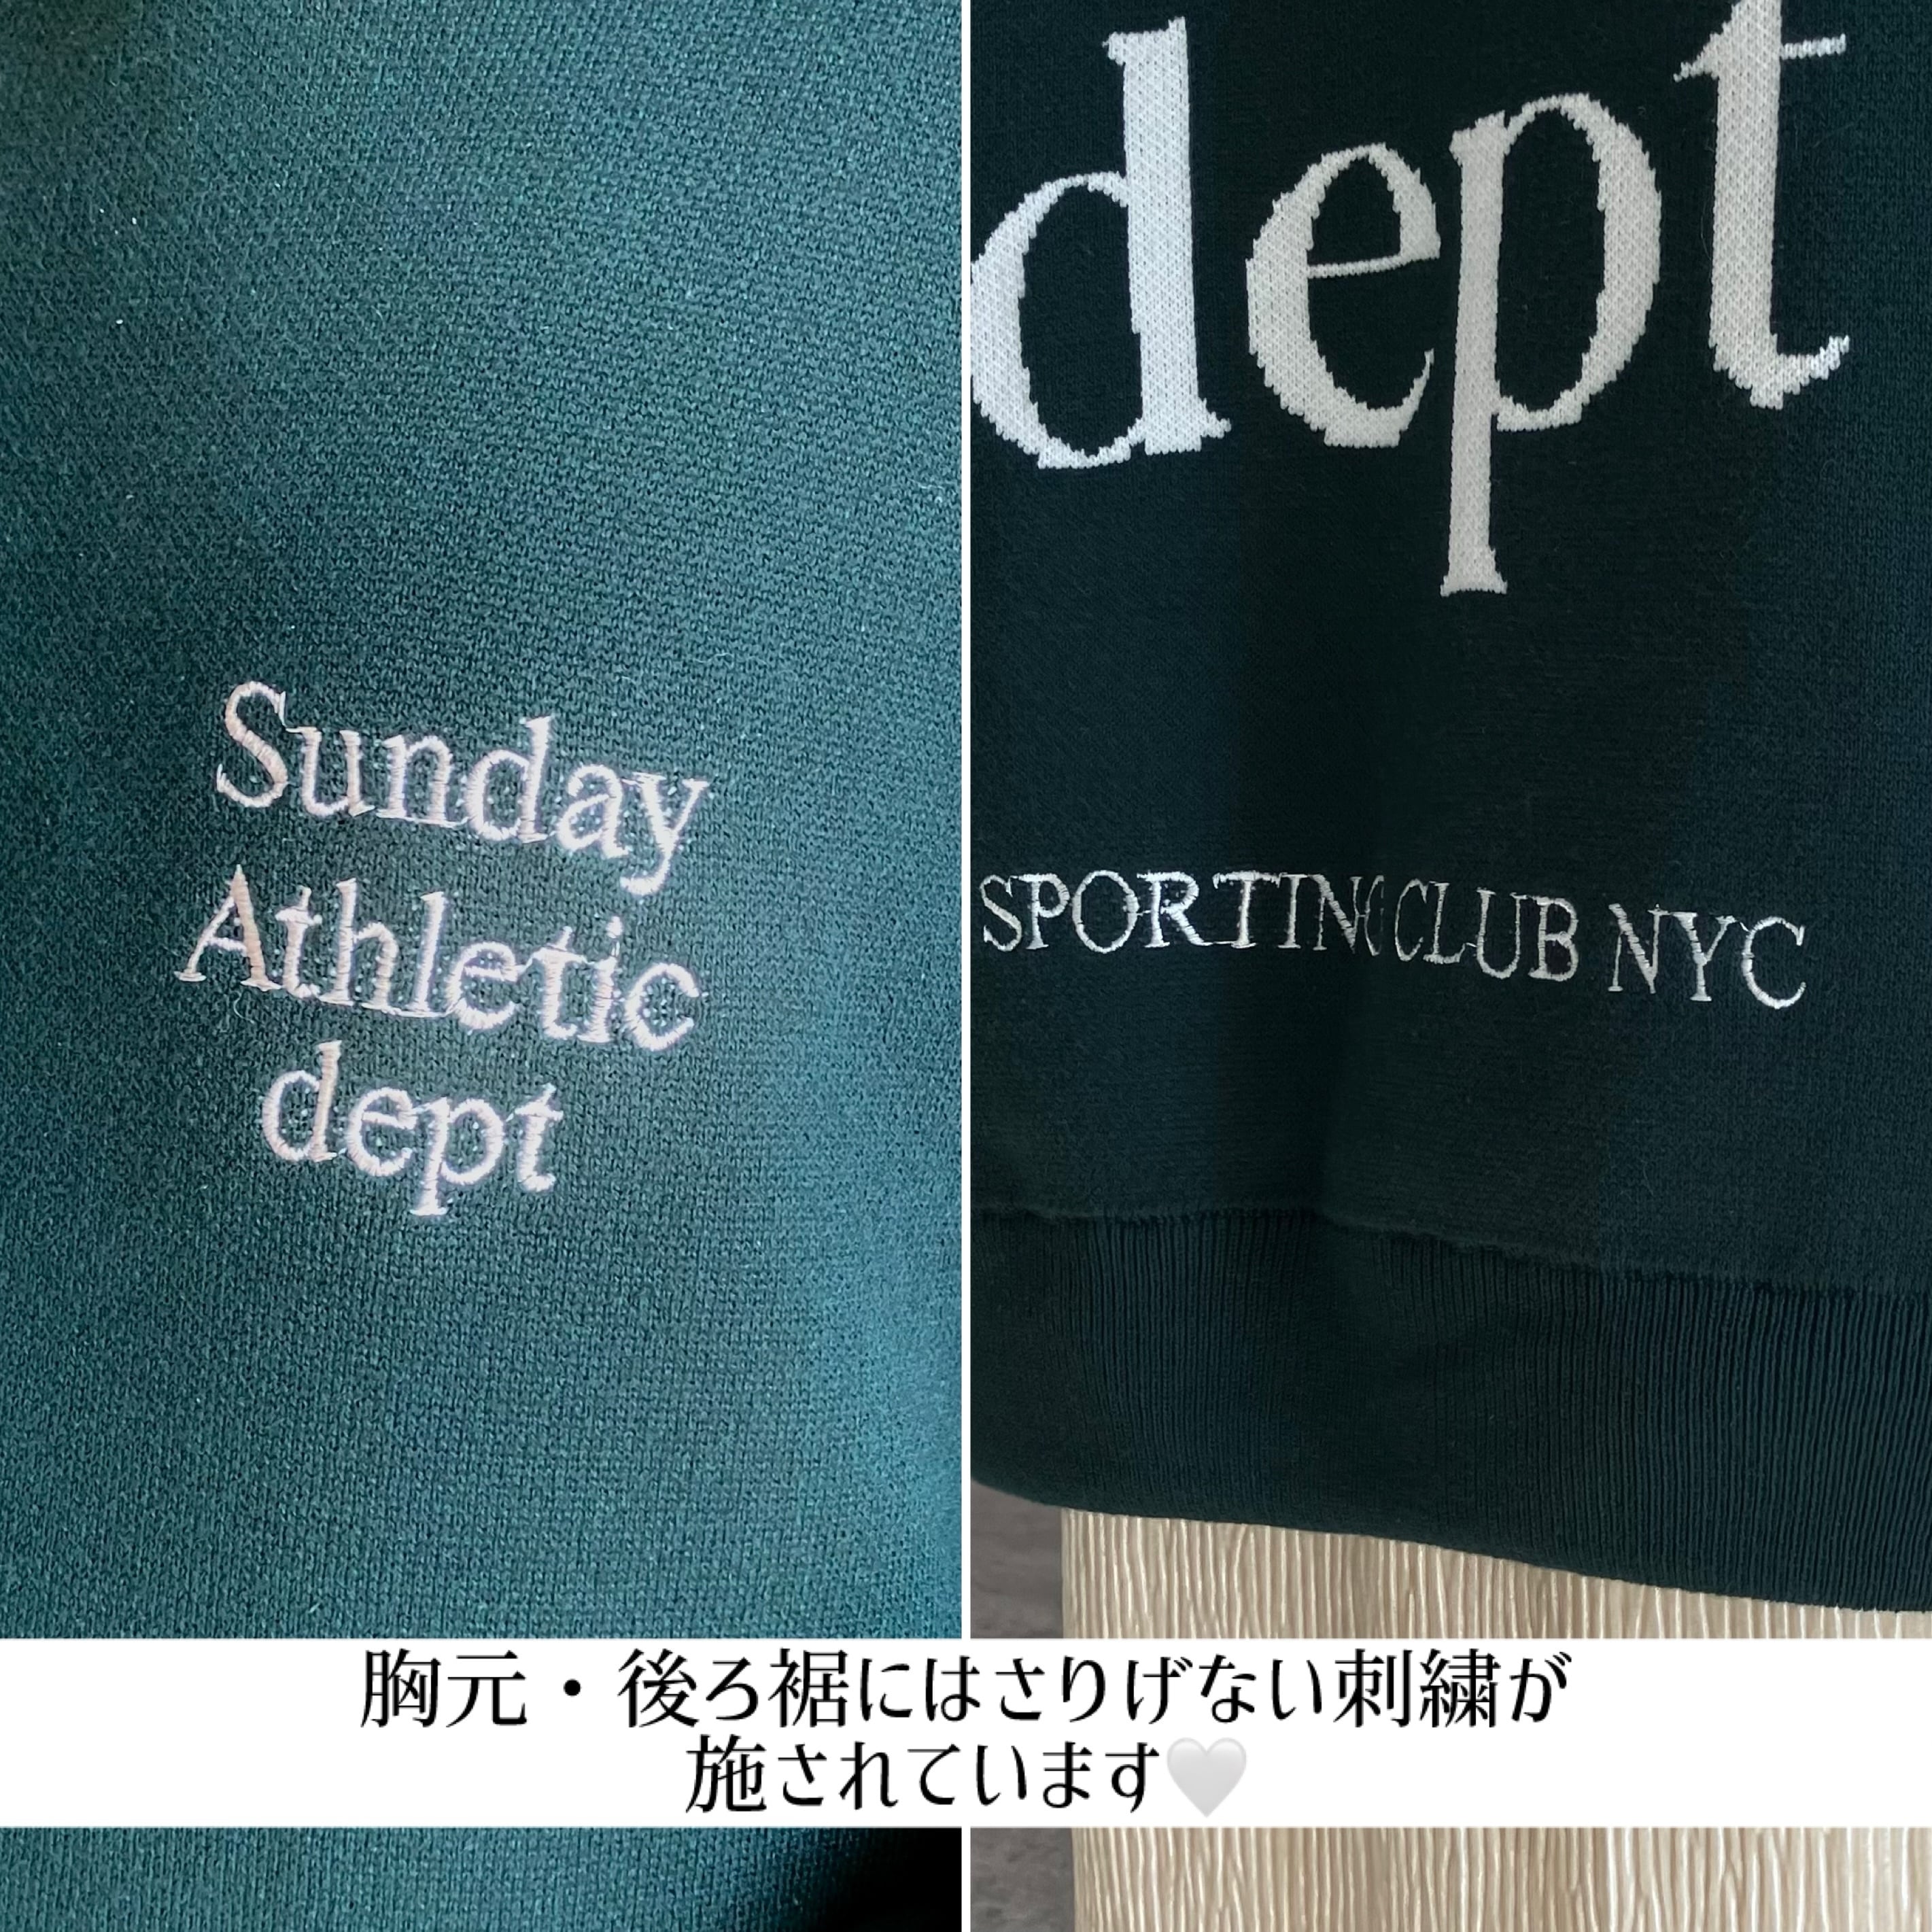 Sunday
Athletic
dept
dept
SPORTING CLUB NYC
胸元・後ろ裾にはさりげない刺繍が
施されています🤍